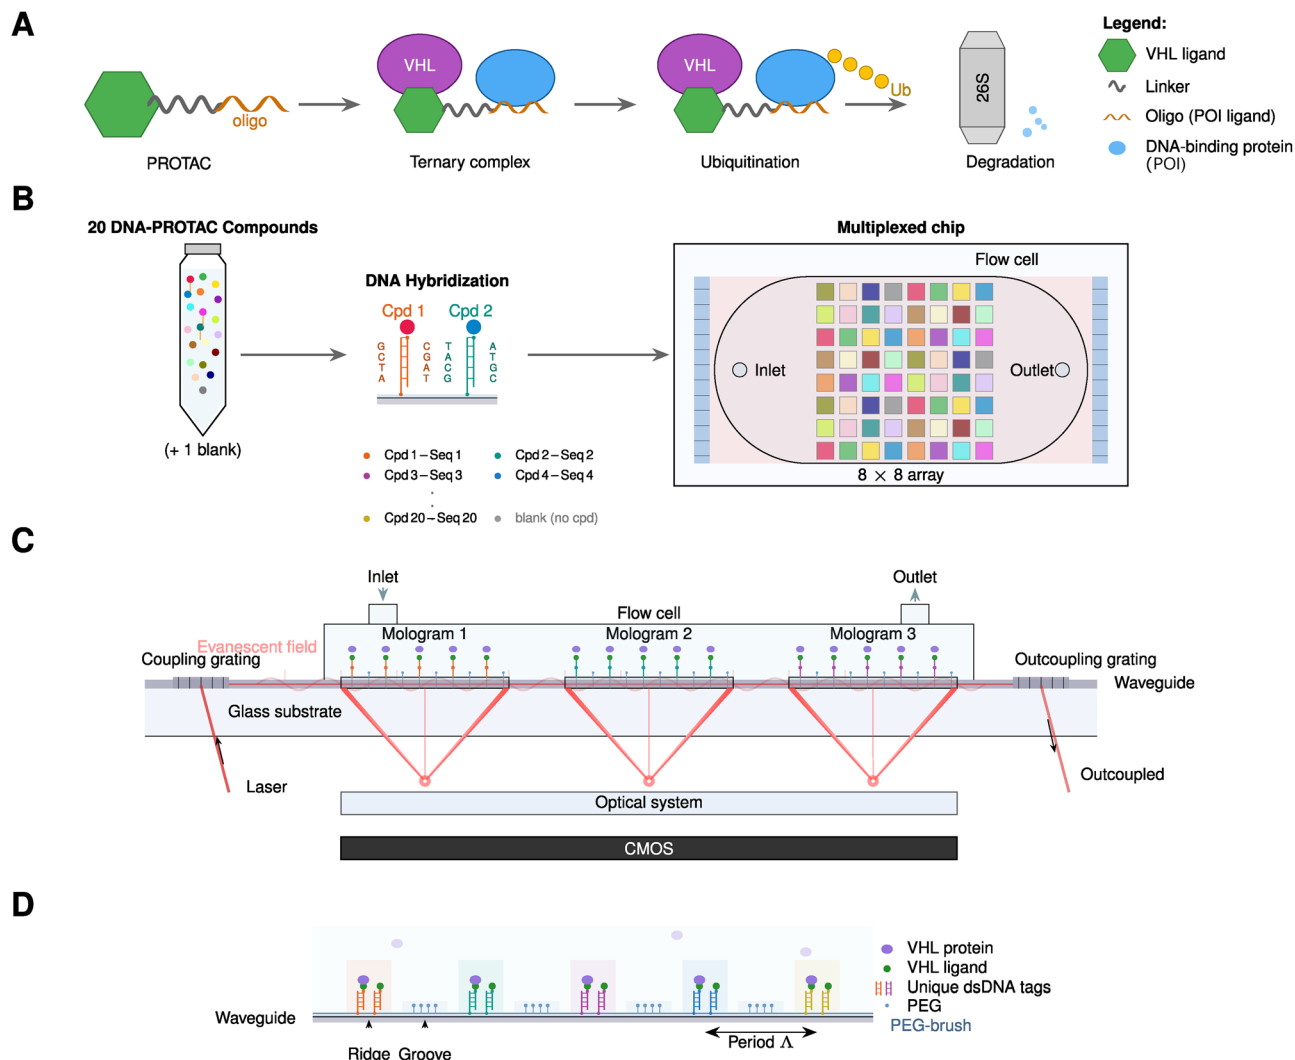 A
Legend:
VHL ligand
Linker
Oligo (POI ligand)
DNA-binding protein
(POI)
VHL
VHL
Ub
26S
oligo
PROTAC
Ternary complex
Ubiquitination
Degradation
B
20 DNA-PROTAC Compounds
(+ 1 blank)
DNA Hybridization
Cpd 1
Cpd 2
G C T A G
C T A C A
T A C T G
A T G C
Cpd 1 – Seq 1
Cpd 2 – Seq 2
Cpd 3 – Seq 3
Cpd 4 – Seq 4
Cpd 20 – Seq 20
blank (no cpd)
Multiplexed chip
Flow cell
Inlet
Outlet
8 × 8 array
C
Inlet
Outlet
Flow cell
Evanescent field
Mologram 1
Mologram 2
Mologram 3
Coupling grating
Outcoupling grating
Waveguide
Glass substrate
Laser
Outcoupled
Optical system
CMOS
D
VHL protein
VHL ligand
Unique dsDNA tags
PEG
PEG-brush
Waveguide
Period Λ
Ridge Groove